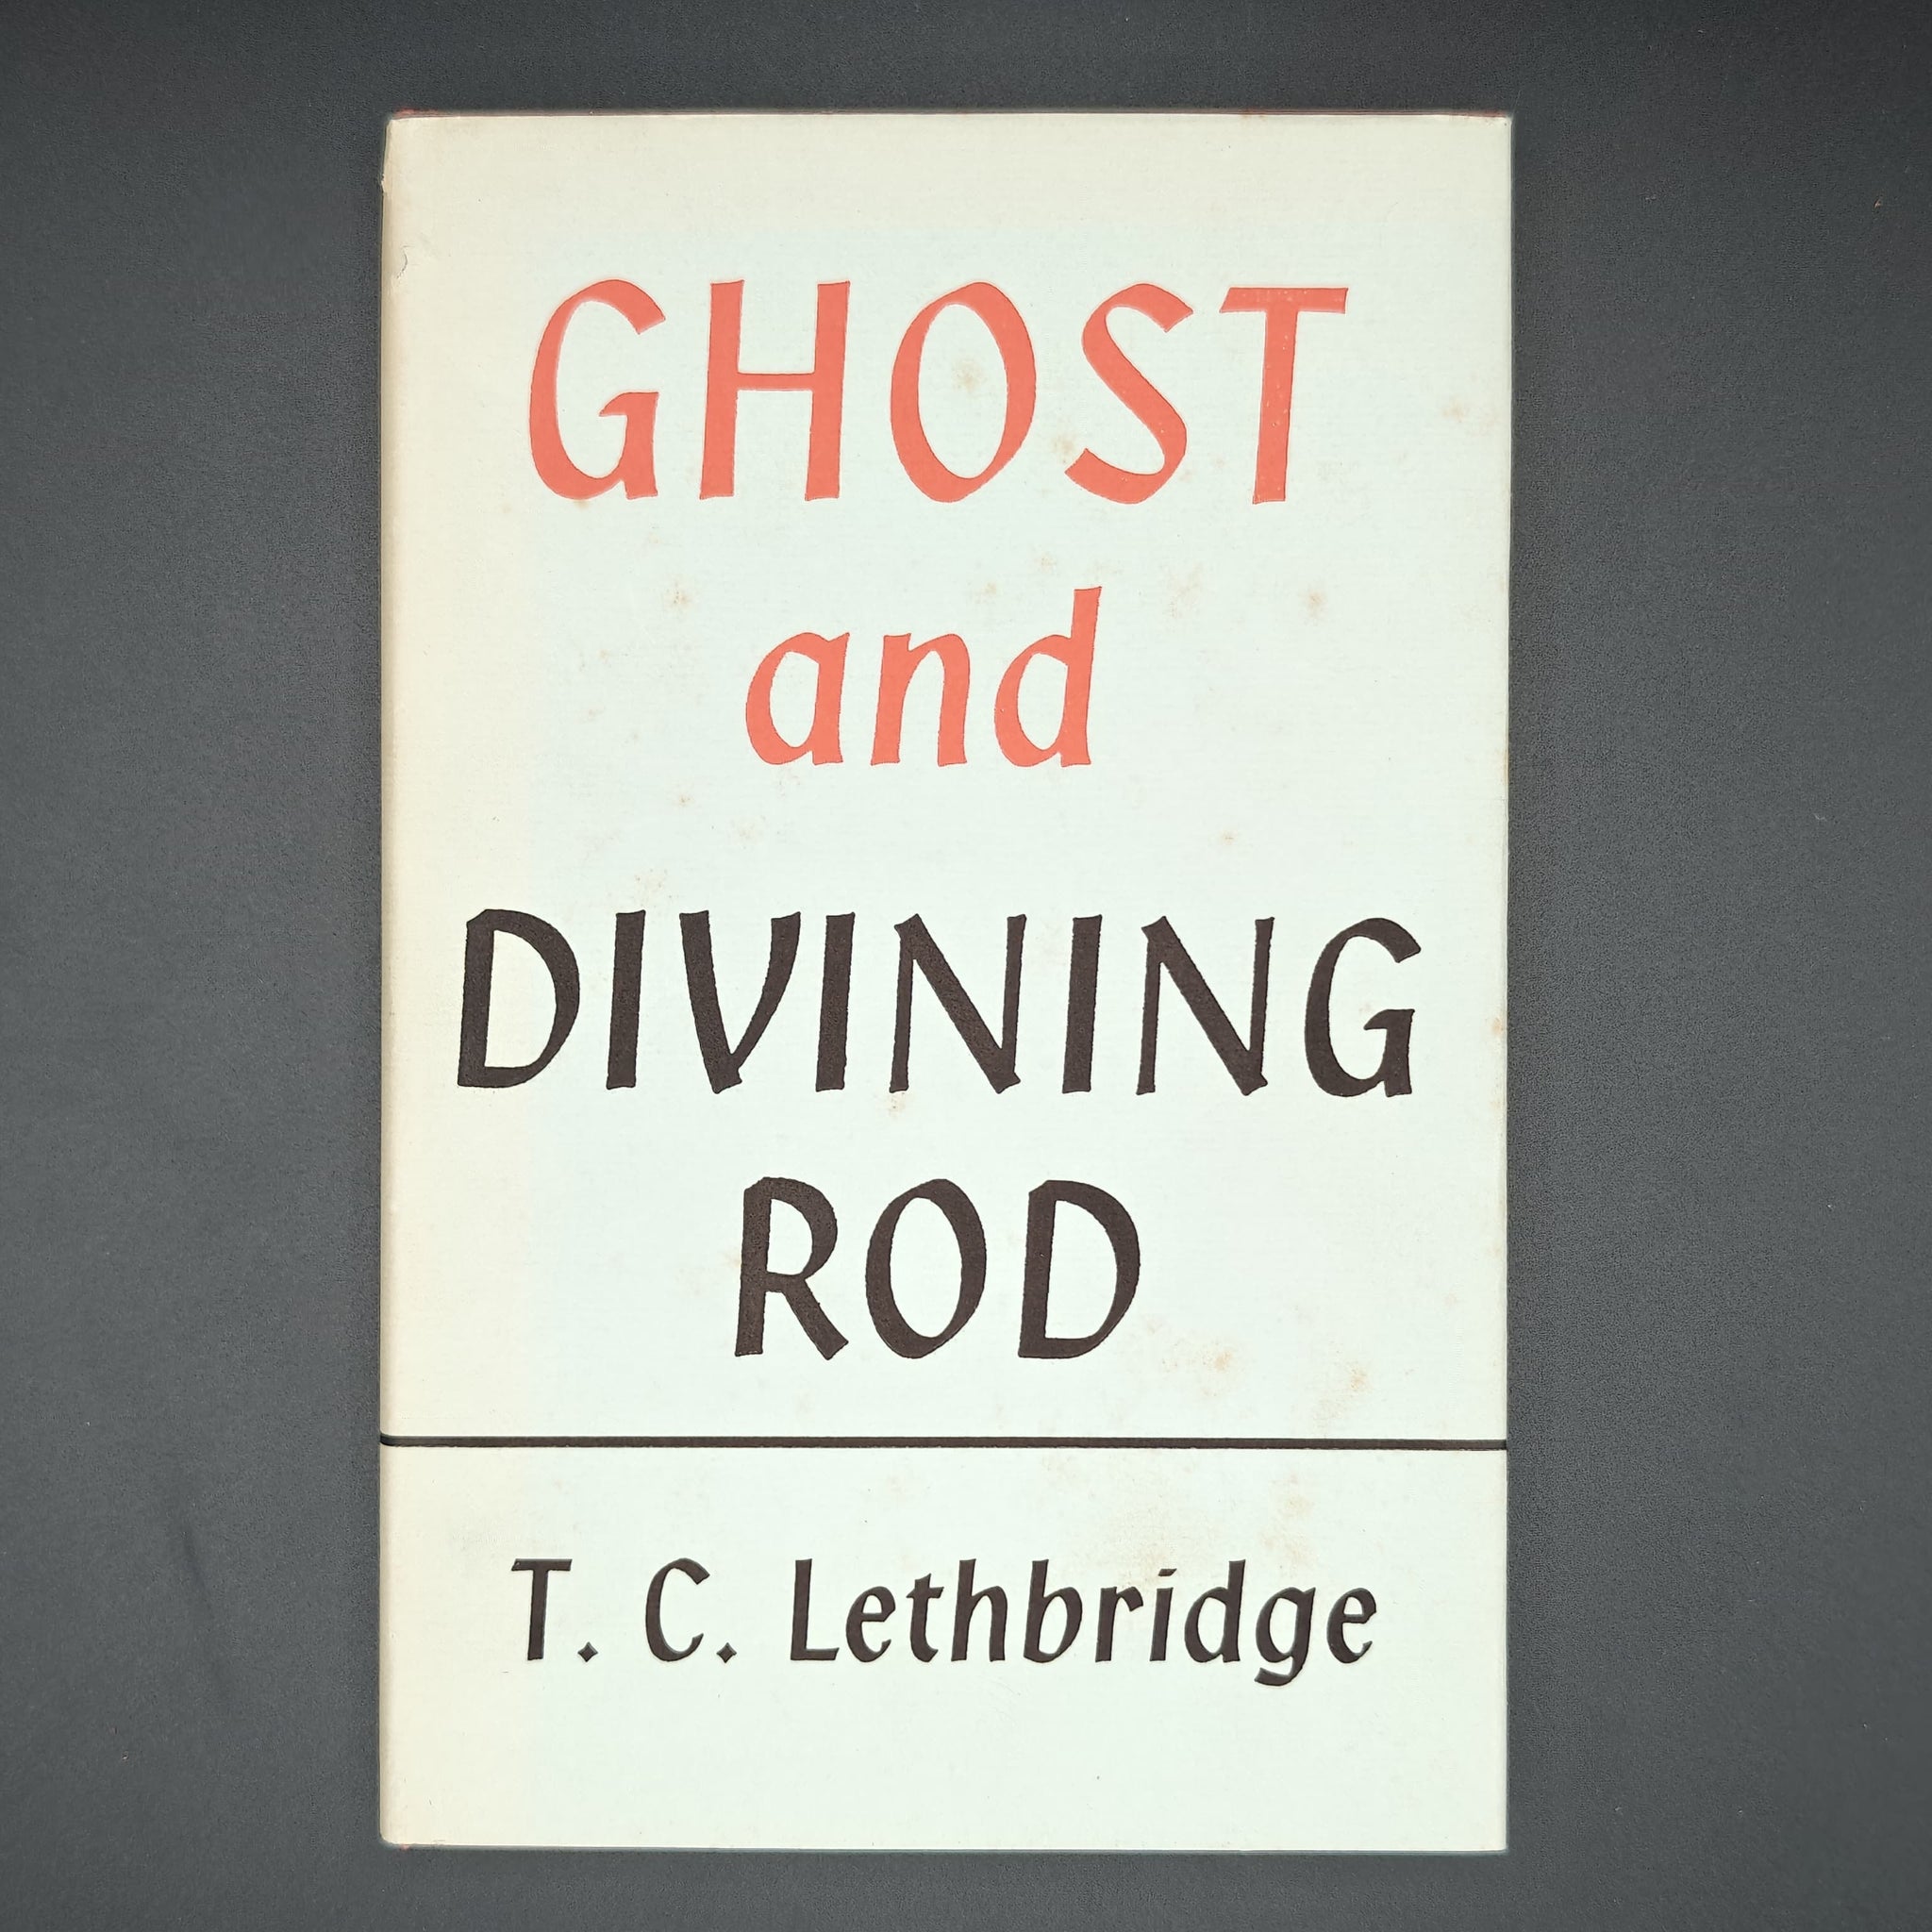 GHOST
and
DIVINING
ROD
T. C. Lethbridge